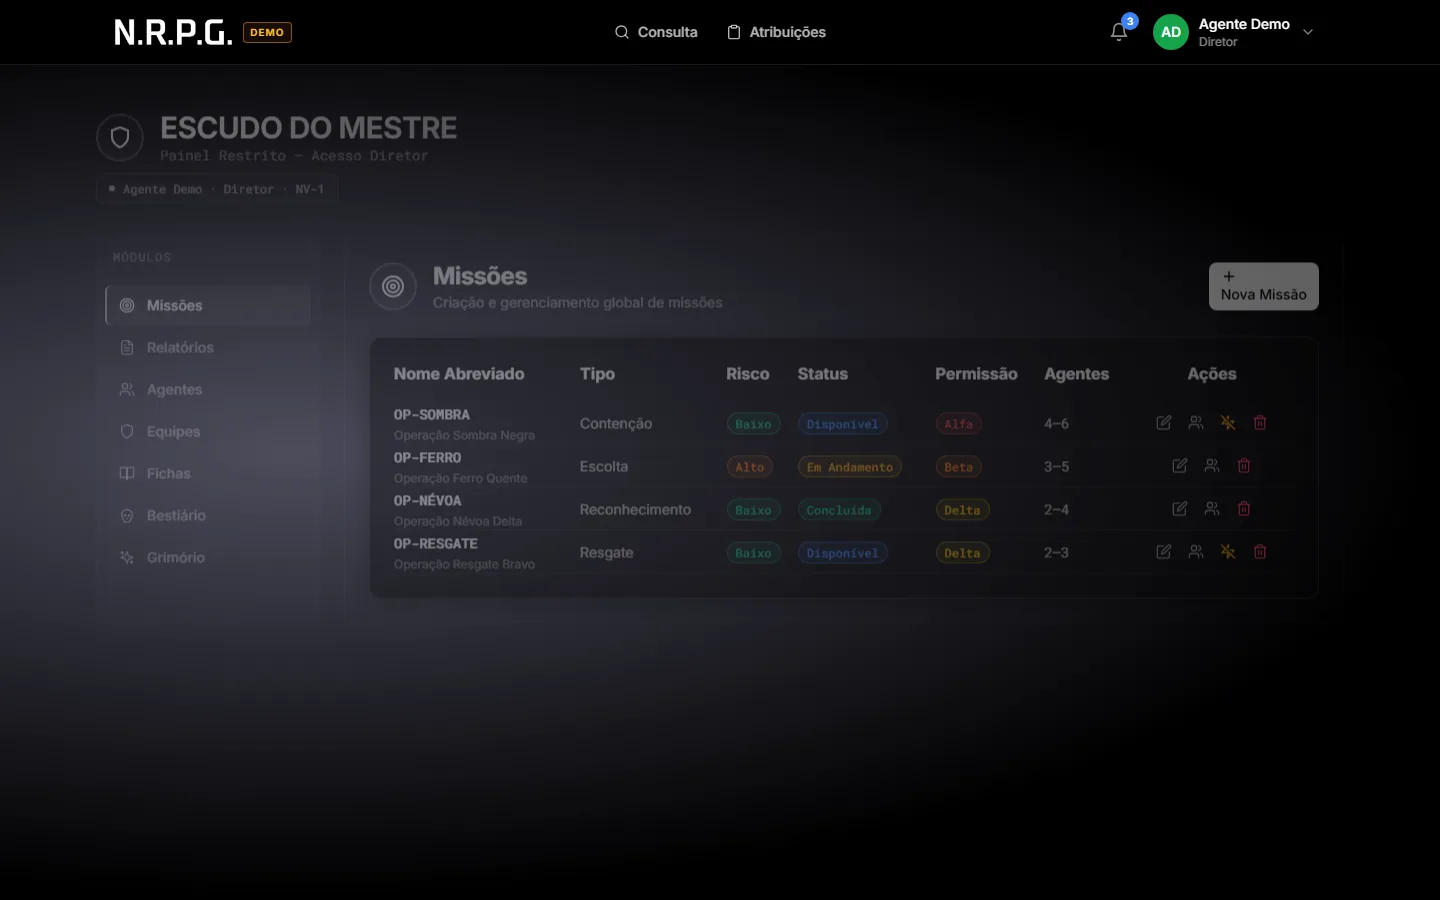 N.R.P.G. DEMO
Consulta
Atribuições
3
AD
Agente Demo
Diretor
ESCUDO DO MESTRE
Painel Restrito — Acesso Diretor
Agente Demo · Diretor · NV-1
MÓDULOS
Missões
Relatórios
Agentes
Equipes
Fichas
Bestiário
Grimório
Missões
Criação e gerenciamento global de missões
Nova Missão
Nome Abreviado Tipo Risco Status Permissão Agentes Ações
OP-SOMBRA
Operação Sombra Negra
Contenção Baixo Disponível Alfa 4–6
OP-FERRO
Operação Ferro Quente
Escolta Alto Em Andamento Beta 3–5
OP-NÉVOA
Operação Névoa Delta
Reconhecimento Baixo Concluída Delta 2–4
OP-RESGATE
Operação Resgate Bravo
Resgate Baixo Disponível Delta 2–3